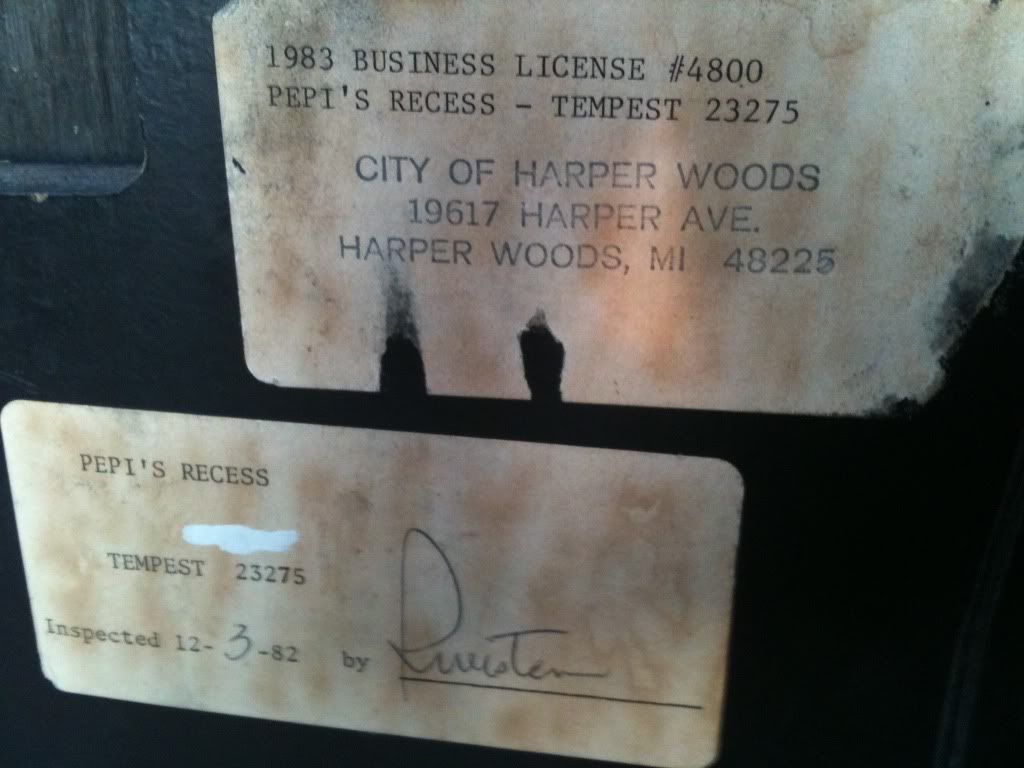 1983 BUSINESS LICENSE #4800
PEPI'S RECESS - TEMPEST 23275
CITY OF HARPER WOODS
19617 HARPER AVE.
HARPER WOODS, MI 48225
PEPI'S RECESS
TEMPEST 23275
Inspected 12-3-82 by